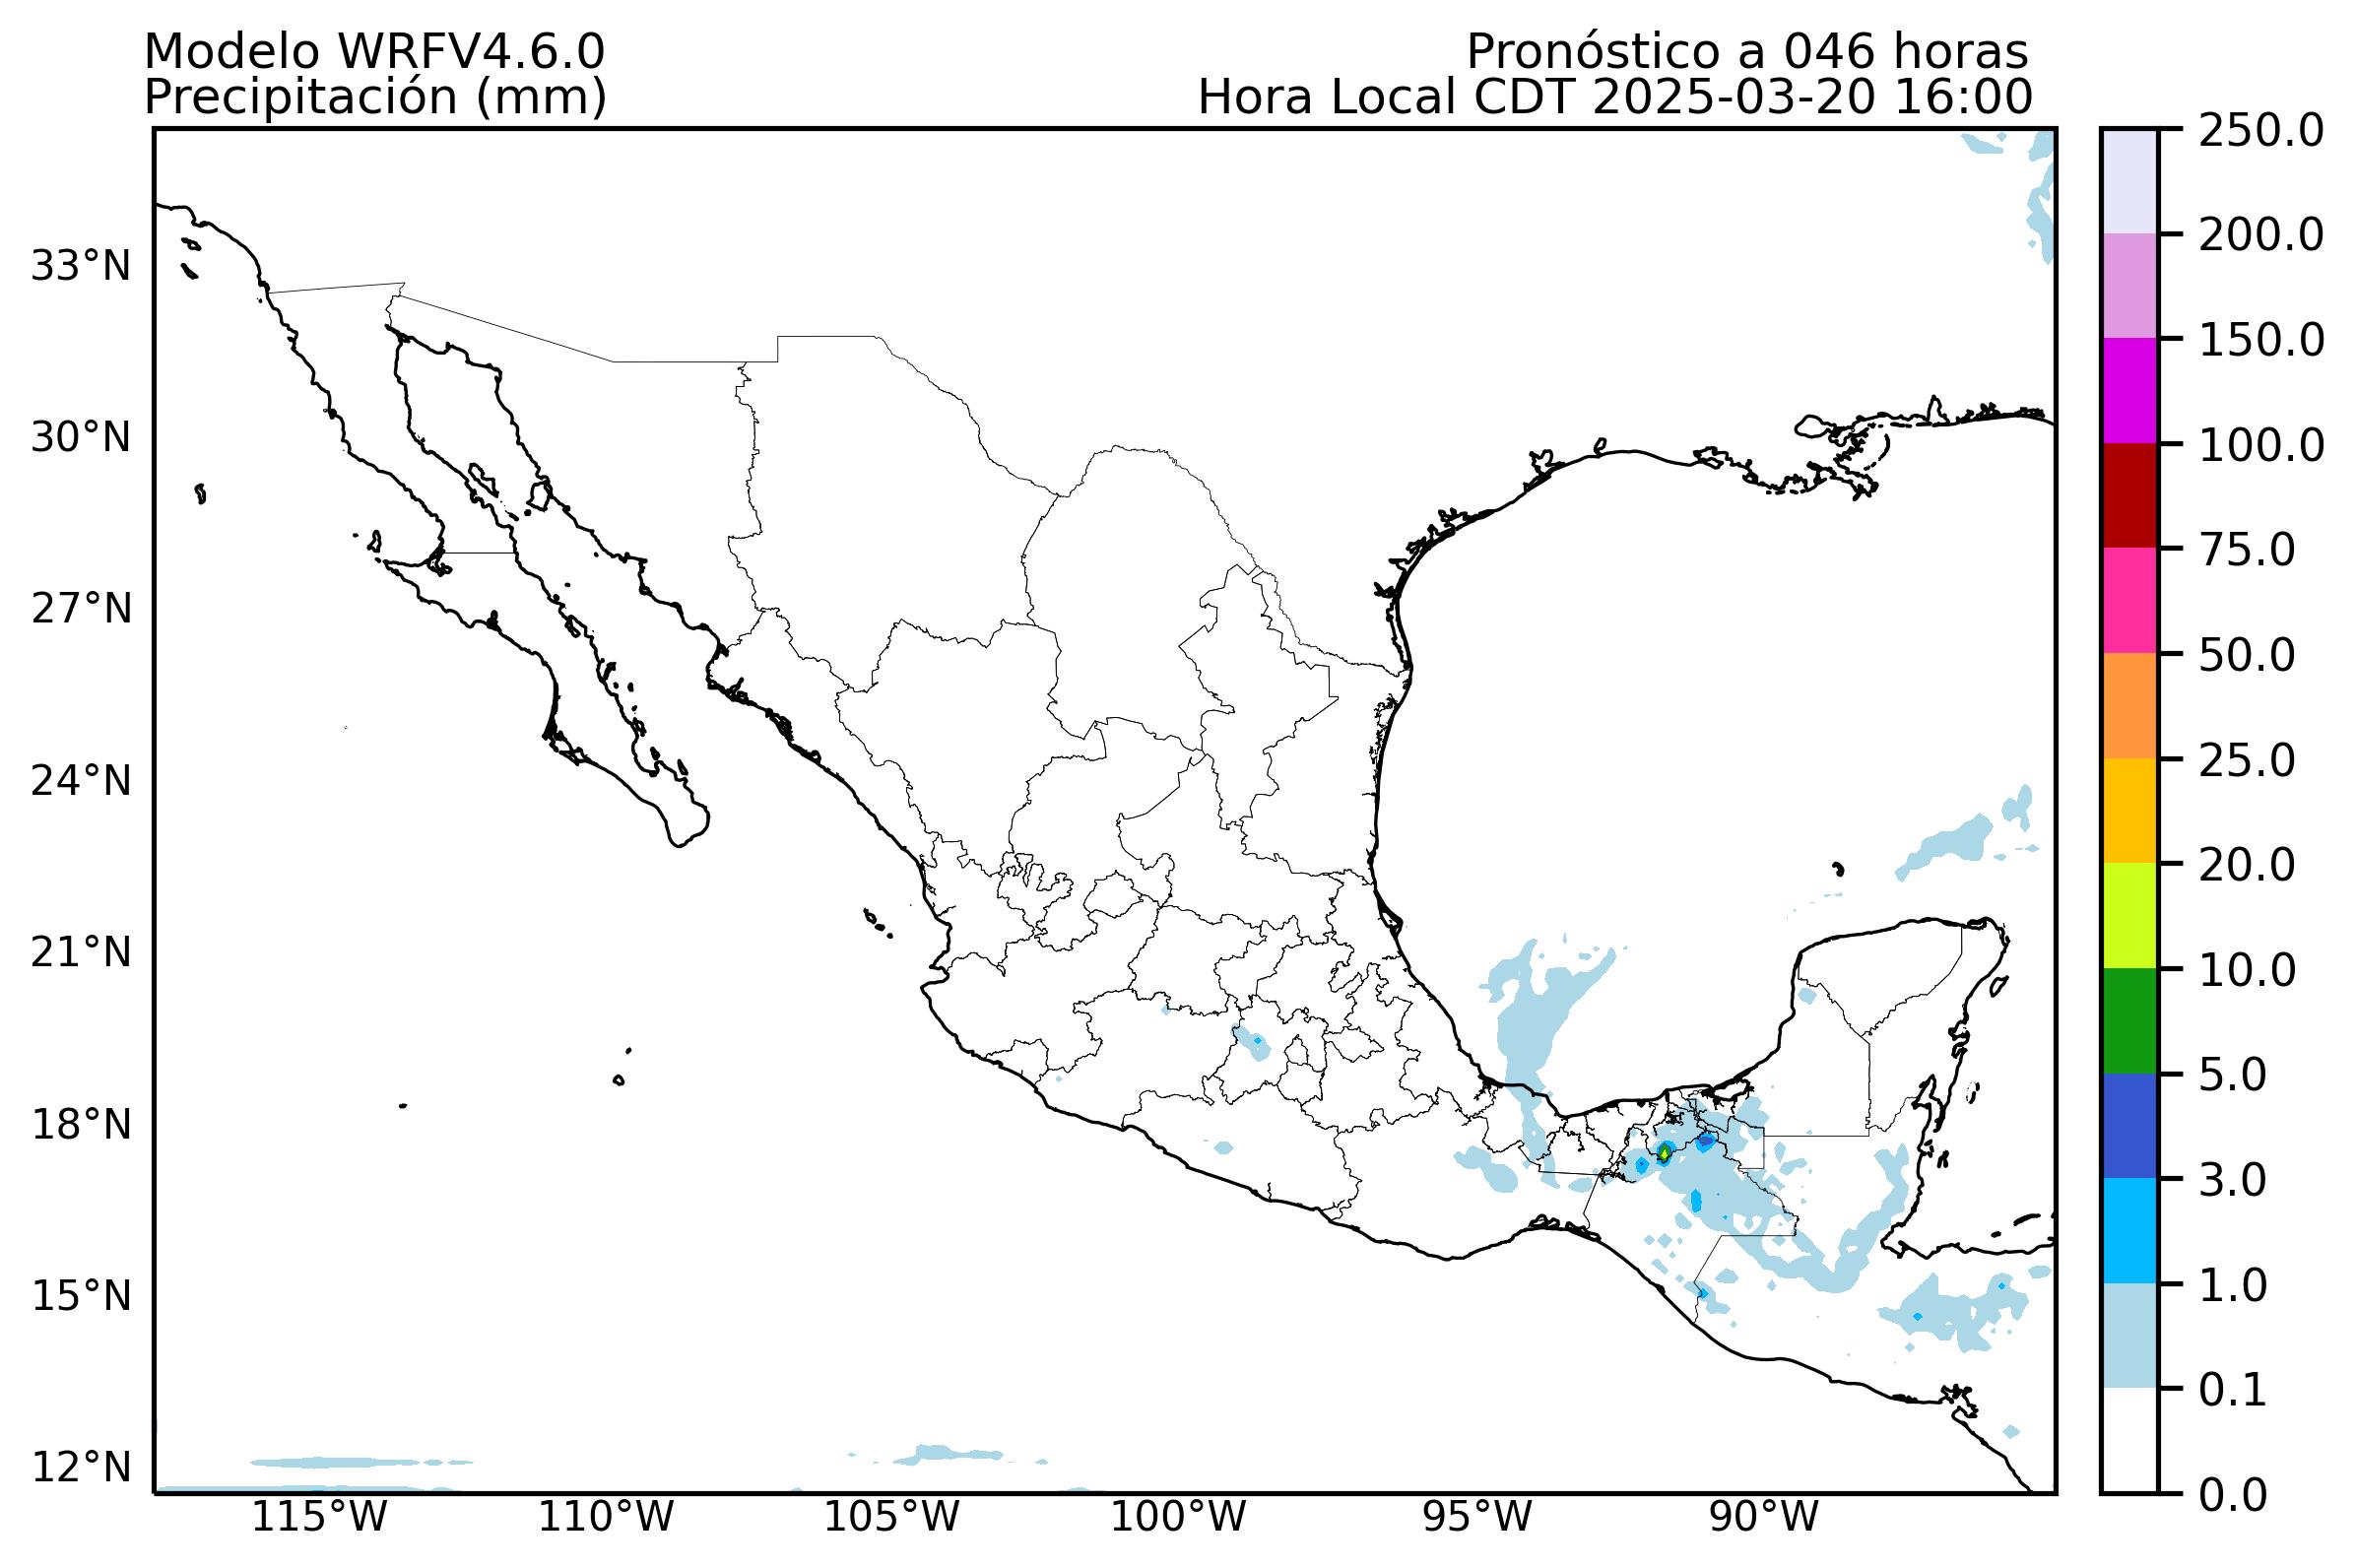 Modelo WRFV4.6.0
Precipitación (mm)
Pronóstico a 046 horas
Hora Local CDT 2025-03-20 16:00
33°N
30°N
27°N
24°N
21°N
18°N
15°N
12°N
115°W
110°W
105°W
100°W
95°W
90°W
250.0
200.0
150.0
100.0
75.0
50.0
25.0
20.0
10.0
5.0
3.0
1.0
0.1
0.0